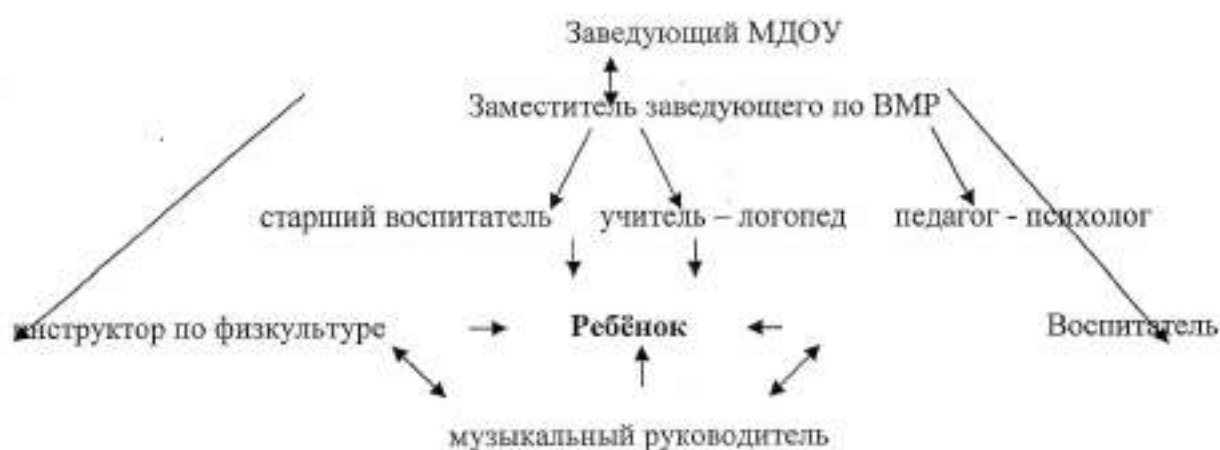 Заведующий МДОУ
Заместитель заведующего по ВМР
старший воспитатель учитель – логопед педагог - психолог
инструктор по физкультуре Ребёнок Воспитатель
музыкальный руководитель